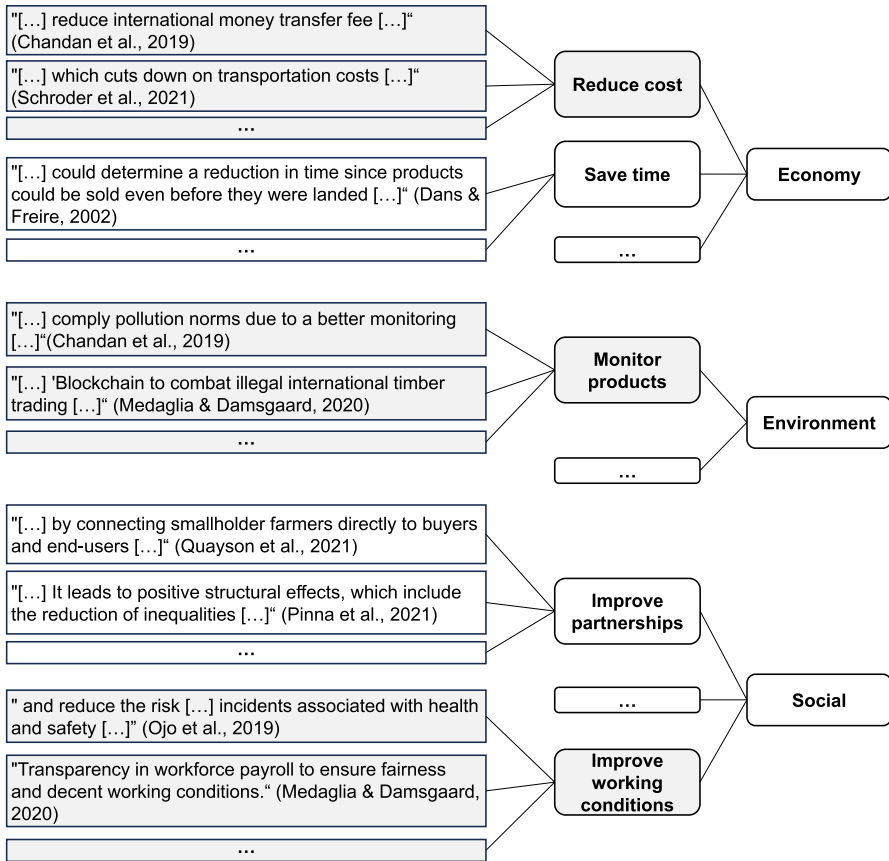 "[…] reduce international money transfer fee […]“
(Chandan et al., 2019)
"[…] which cuts down on transportation costs […]“
(Schroder et al., 2021)
…
Reduce cost
"[…] could determine a reduction in time since products
could be sold even before they were landed […]“ (Dans &
Freire, 2002)
…
Save time
…
Economy
"[…] comply pollution norms due to a better monitoring
[…]“(Chandan et al., 2019)
"[…] 'Blockchain to combat illegal international timber
trading […]“ (Medaglia & Damsgaard, 2020)
…
Monitor
products
…
Environment
"[…] by connecting smallholder farmers directly to buyers
and end-users […]“ (Quayson et al., 2021)
"[…] It leads to positive structural effects, which include
the reduction of inequalities […]“ (Pinna et al., 2021)
…
Improve
partnerships
…
Social
" and reduce the risk […] incidents associated with health
and safety […]” (Ojo et al., 2019)
"Transparency in workforce payroll to ensure fairness
and decent working conditions.“ (Medaglia & Damsgaard,
2020)
…
Improve
working
conditions